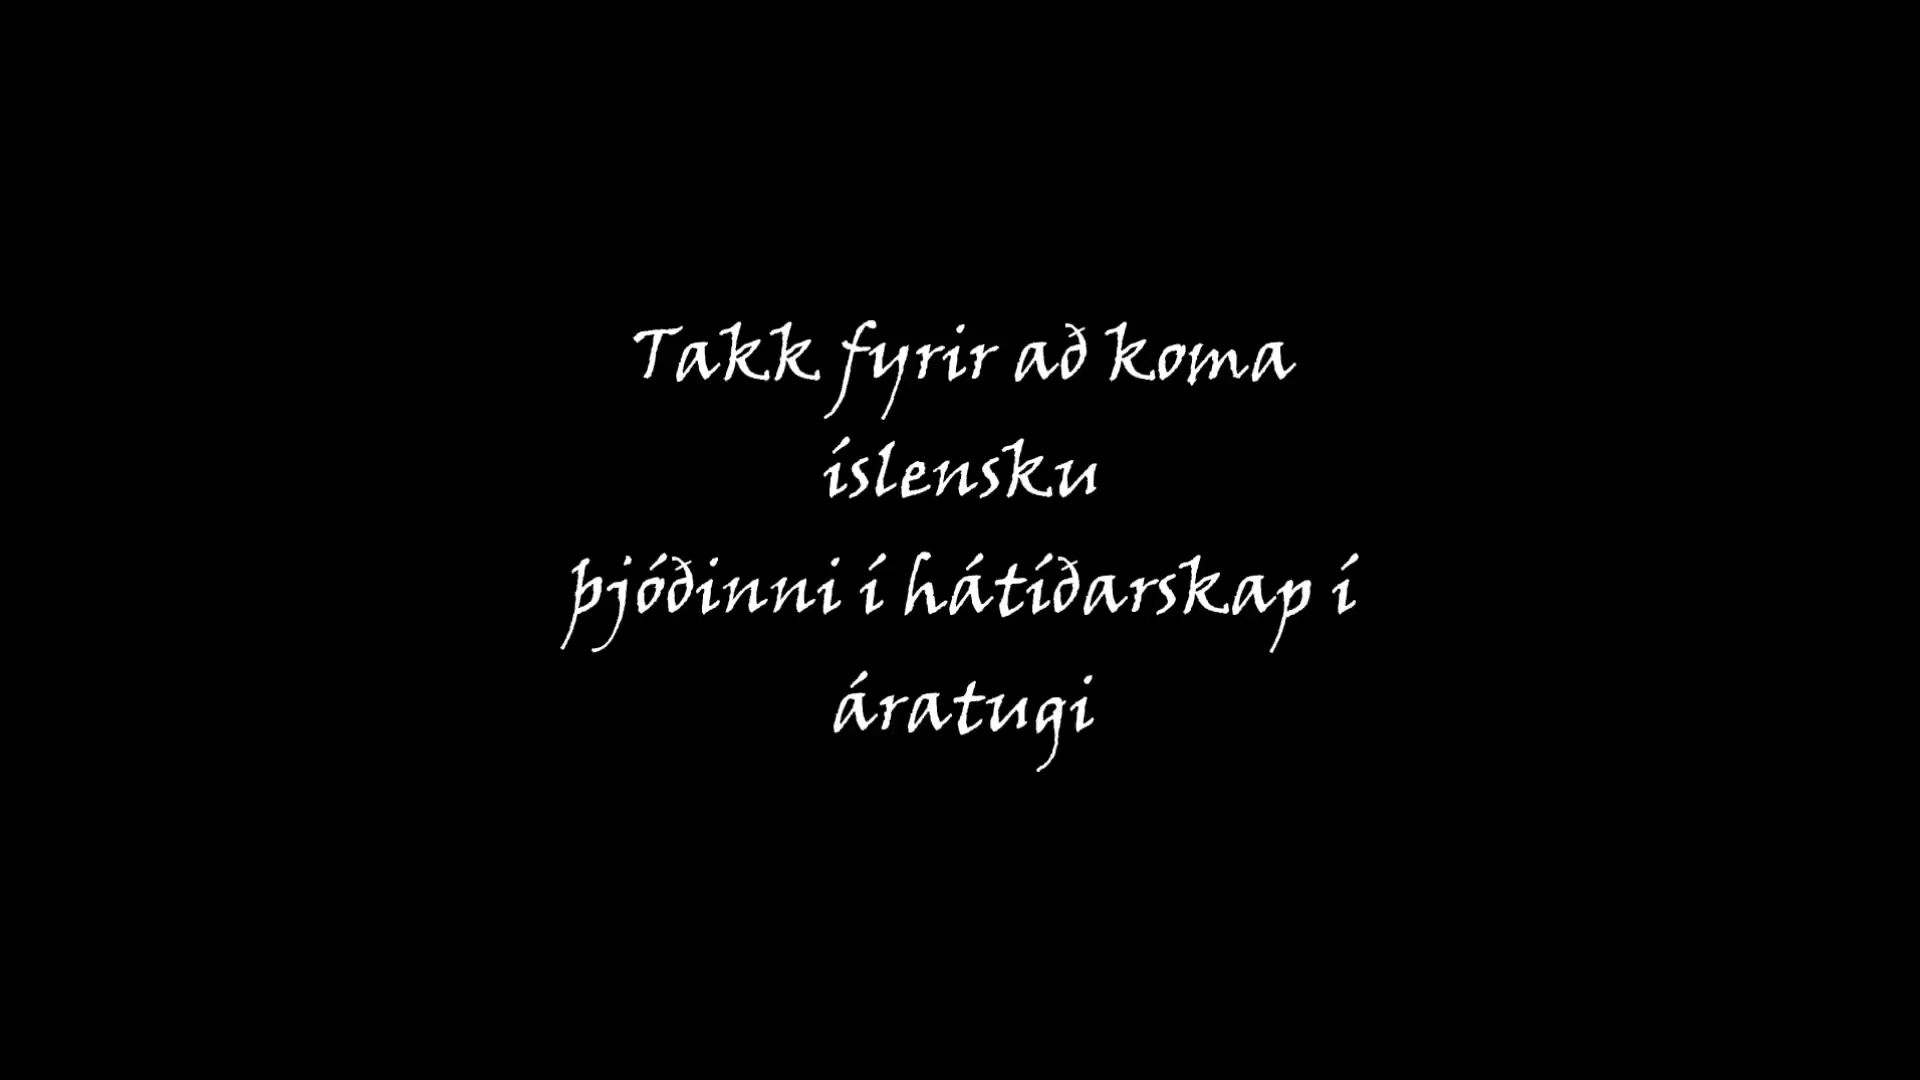 Takk fyrir að koma
íslensku
þjóðinni í hátíðarskap í
áratugi